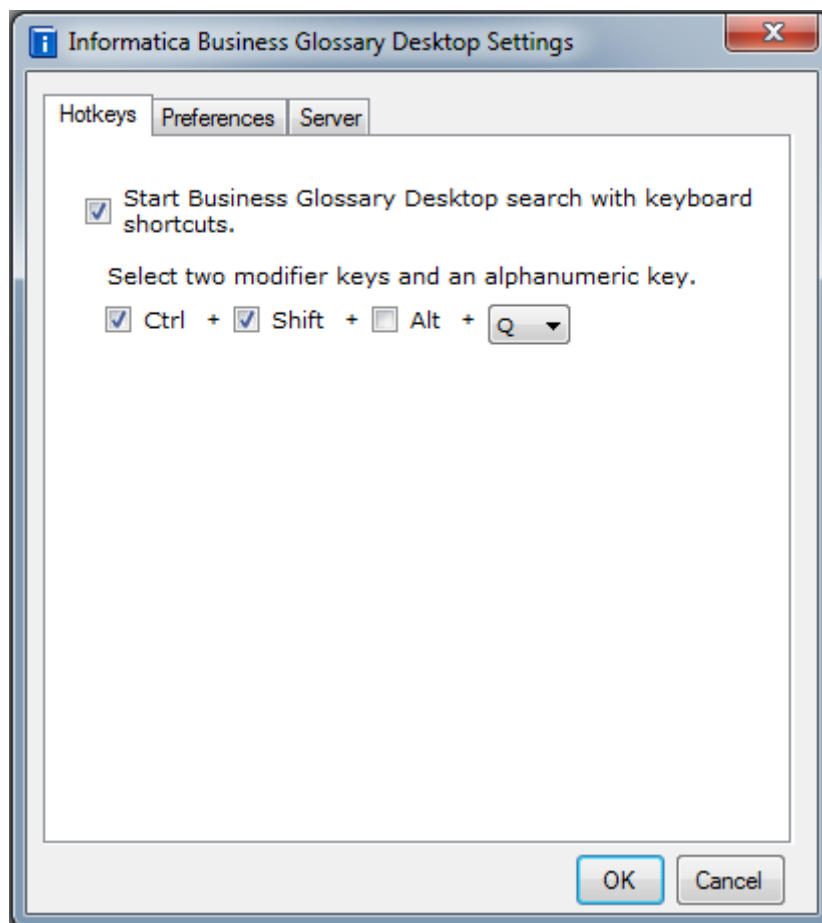 Informatica Business Glossary Desktop Settings
Hotkeys Preferences Server
Start Business Glossary Desktop search with keyboard
shortcuts.
Select two modifier keys and an alphanumeric key.
Ctrl + Shift + Alt + Q
OK Cancel